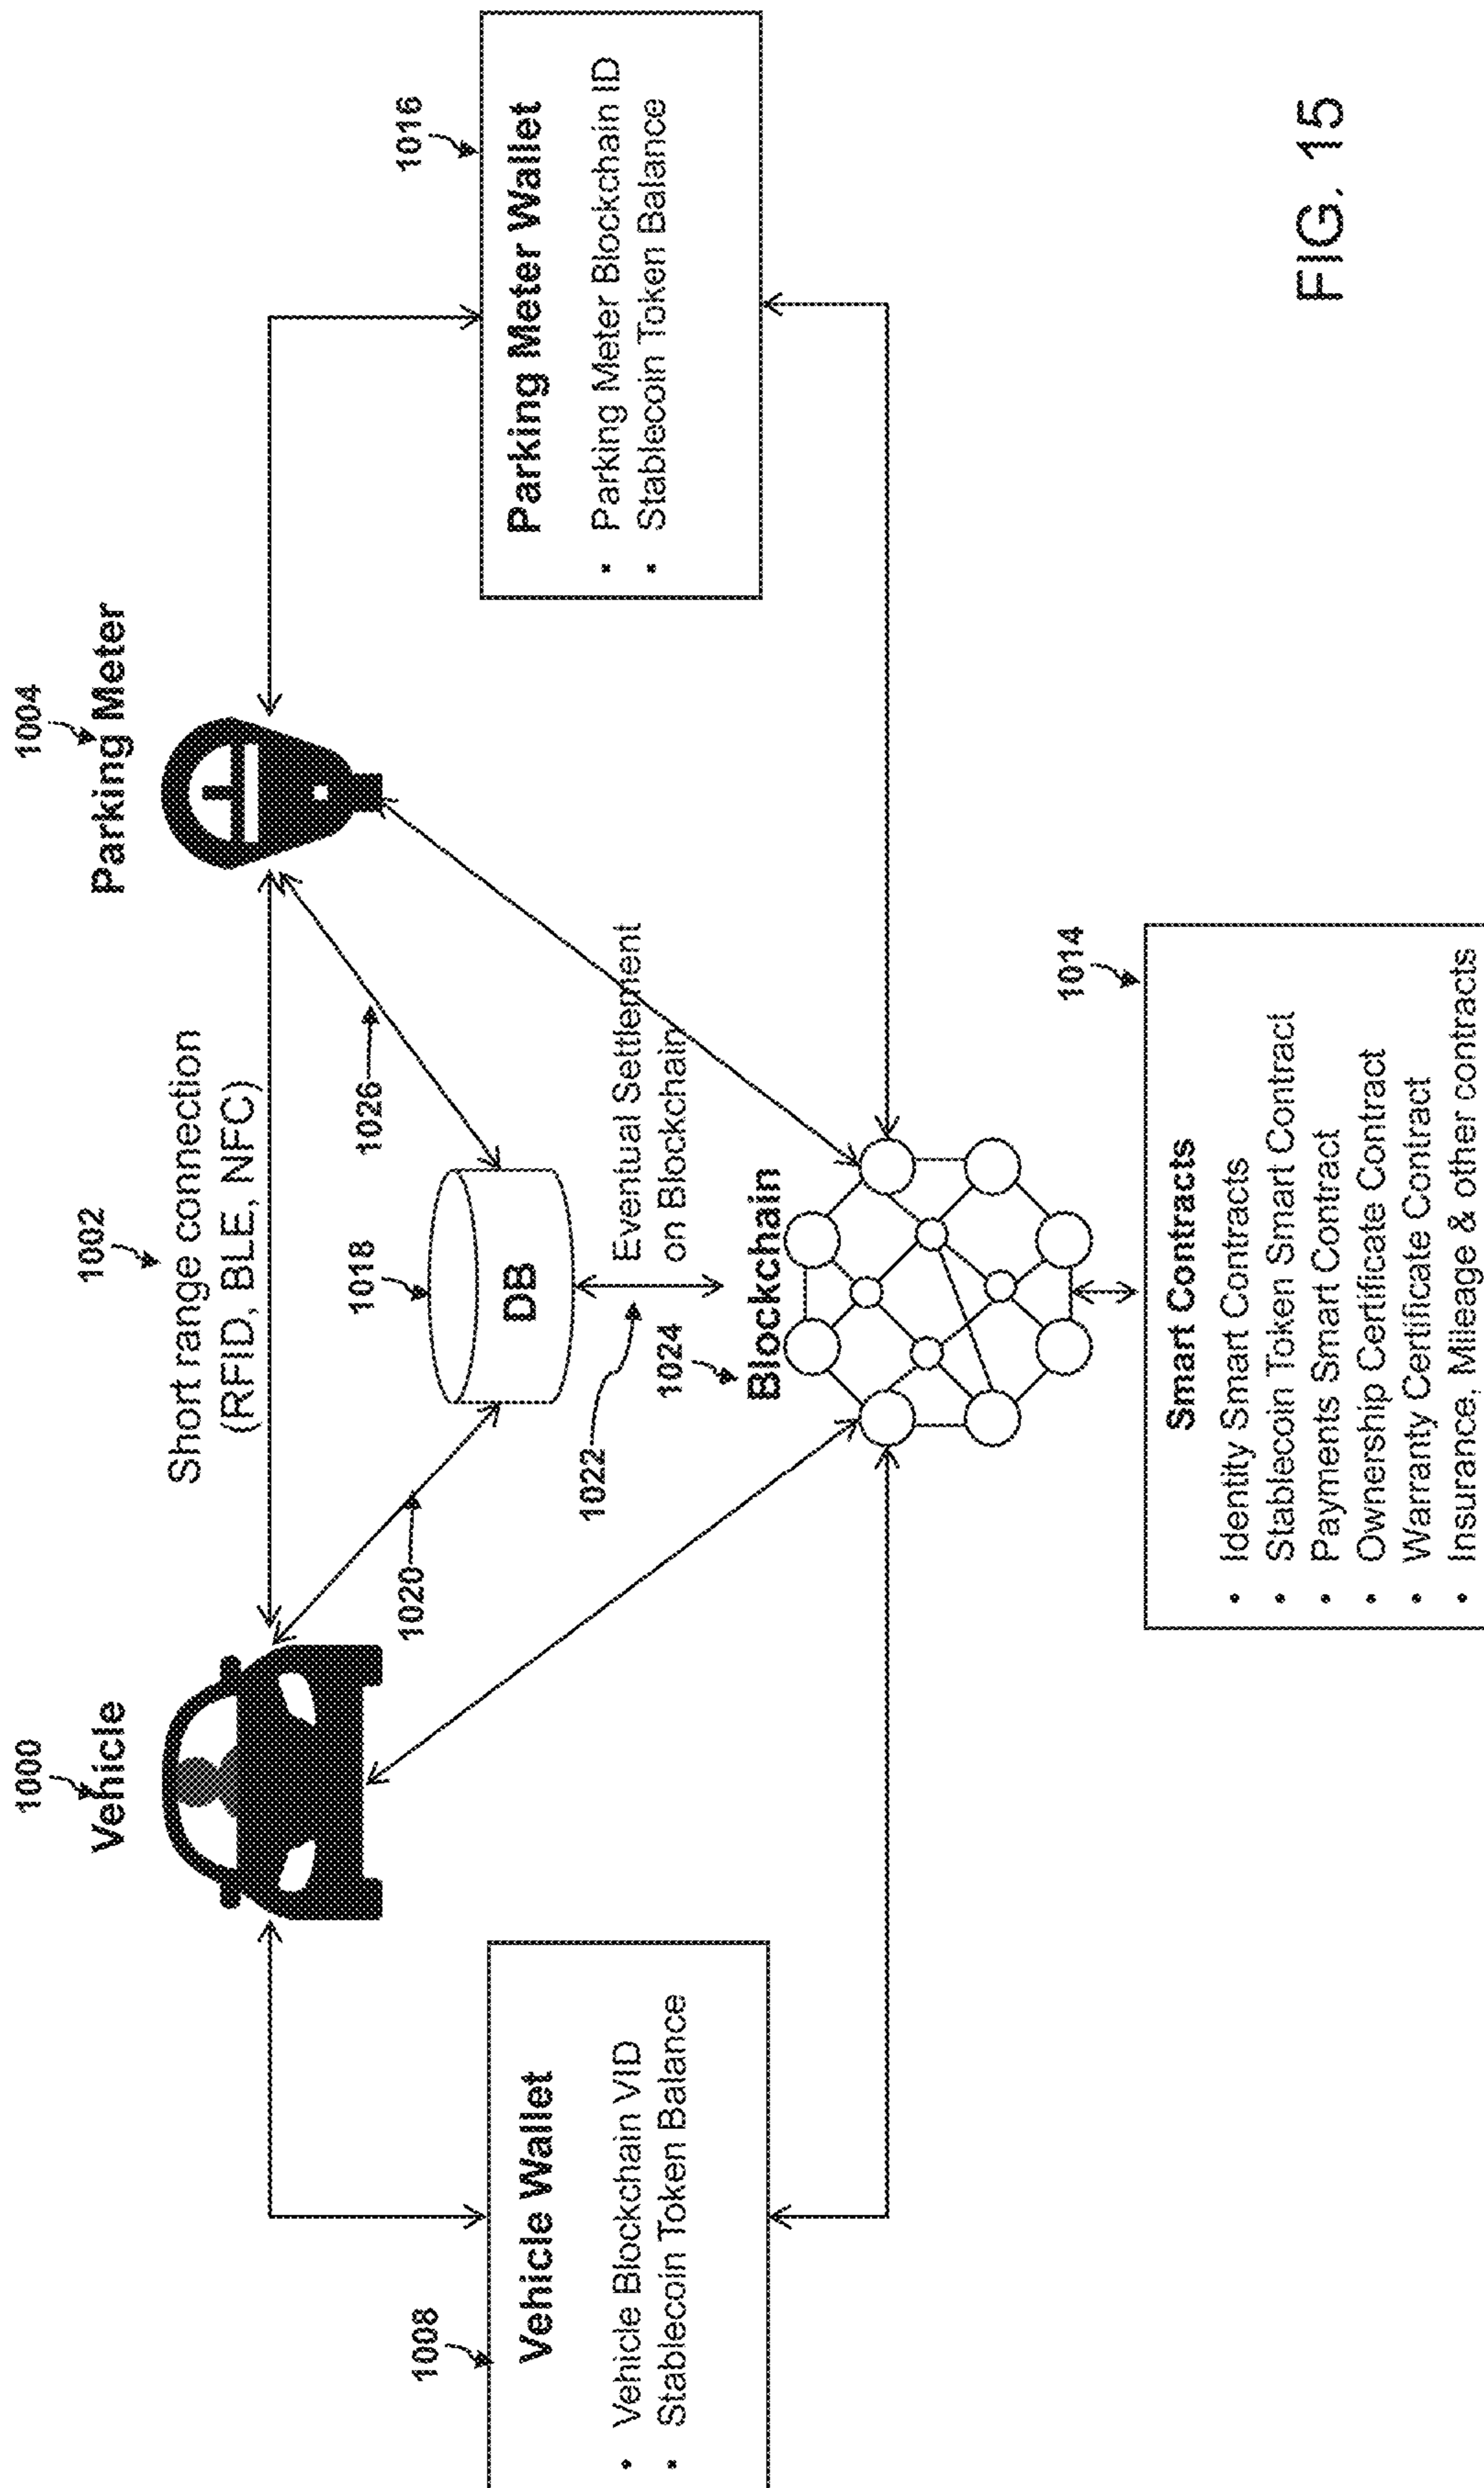 1000
Vehicle
1002
Short range connection
(RFID, BLE, NFC)
1004
Parking Meter
1008
Vehicle Wallet
• Vehicle Blockchain VID
• Stablecoin Token Balance
1020
1018
DB
1026
1022
Eventual Settlement
on Blockchain
1024
Blockchain
1016
Parking Meter Wallet
• Parking Meter Blockchain ID
• Stablecoin Token Balance
1014
Smart Contracts
• Identity Smart Contracts
• Stablecoin Token Smart Contract
• Payments Smart Contract
• Ownership Certificate Contract
• Warranty Certificate Contract
• Insurance, Mileage & other contracts
FIG. 15